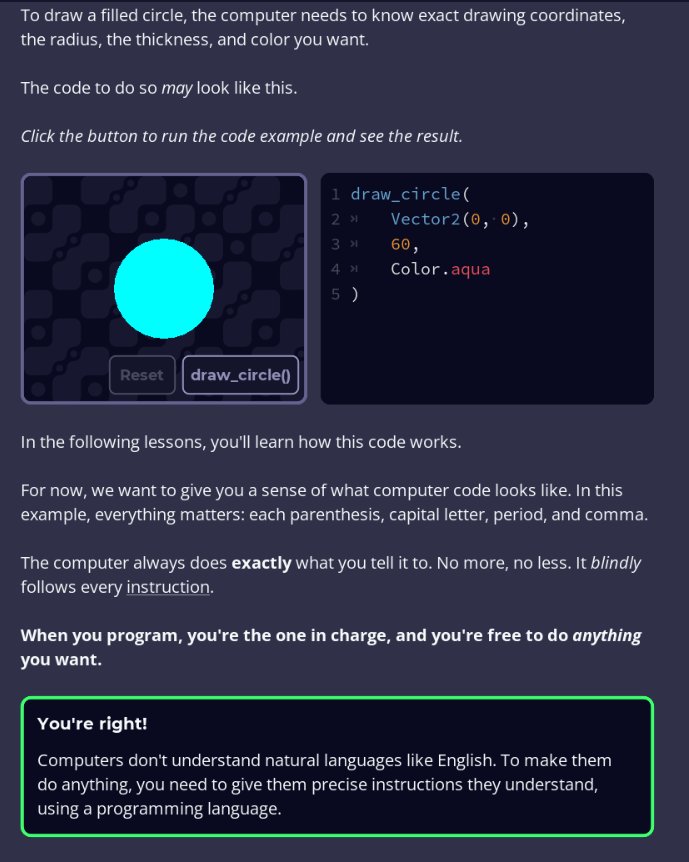 To draw a filled circle, the computer needs to know exact drawing coordinates,
the radius, the thickness, and color you want.
The code to do so may look like this.
Click the button to run the code example and see the result.
Reset
draw_circle()
1 draw_circle(
2 Vector2(0, 0),
3 60,
4 Color.aqua
5 )
In the following lessons, you'll learn how this code works.
For now, we want to give you a sense of what computer code looks like. In this
example, everything matters: each parenthesis, capital letter, period, and comma.
The computer always does exactly what you tell it to. No more, no less. It blindly
follows every instruction.
When you program, you're the one in charge, and you're free to do anything
you want.
You're right!
Computers don't understand natural languages like English. To make them
do anything, you need to give them precise instructions they understand,
using a programming language.